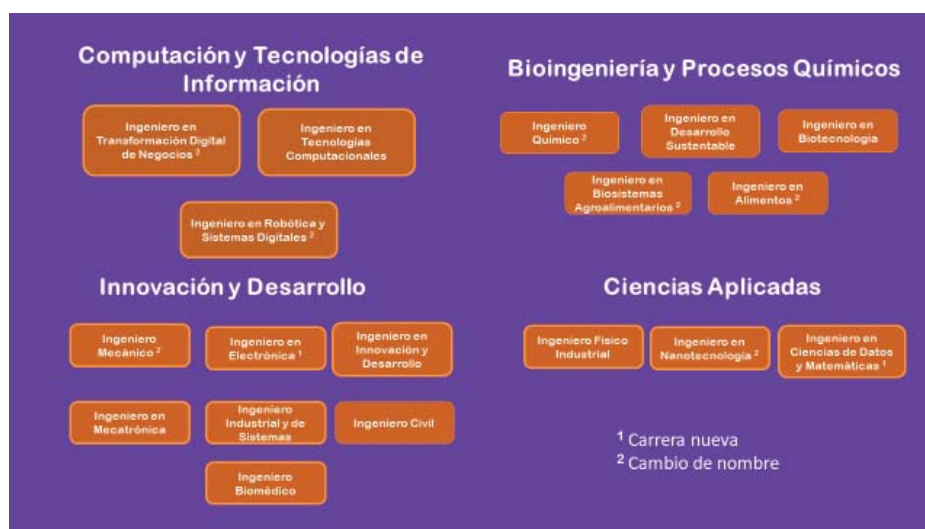 Computación y Tecnologías de
Información
Ingeniero en
Transformación Digital
de Negocios ²
Ingeniero en
Tecnologías
Computacionales
Ingeniero en Robótica y
Sistemas Digitales ²
Bioingeniería y Procesos Químicos
Ingeniero
Químico ²
Ingeniero en
Desarrollo
Sustentable
Ingeniero en
Biotecnología
Ingeniero en
Biosistemas
Agroalimentarios ²
Ingeniero en
Alimentos ²
Innovación y Desarrollo
Ingeniero
Mecánico ²
Ingeniero en
Electrónica ¹
Ingeniero en
Innovación y
Desarrollo
Ingeniero en
Mecatrónica
Ingeniero
Industrial y de
Sistemas
Ingeniero Civil
Ingeniero
Biomédico
Ciencias Aplicadas
Ingeniero Físico
Industrial
Ingeniero en
Nanotecnología ²
Ingeniero en
Ciencias de Datos
y Matemáticas ¹
¹ Carrera nueva
² Cambio de nombre